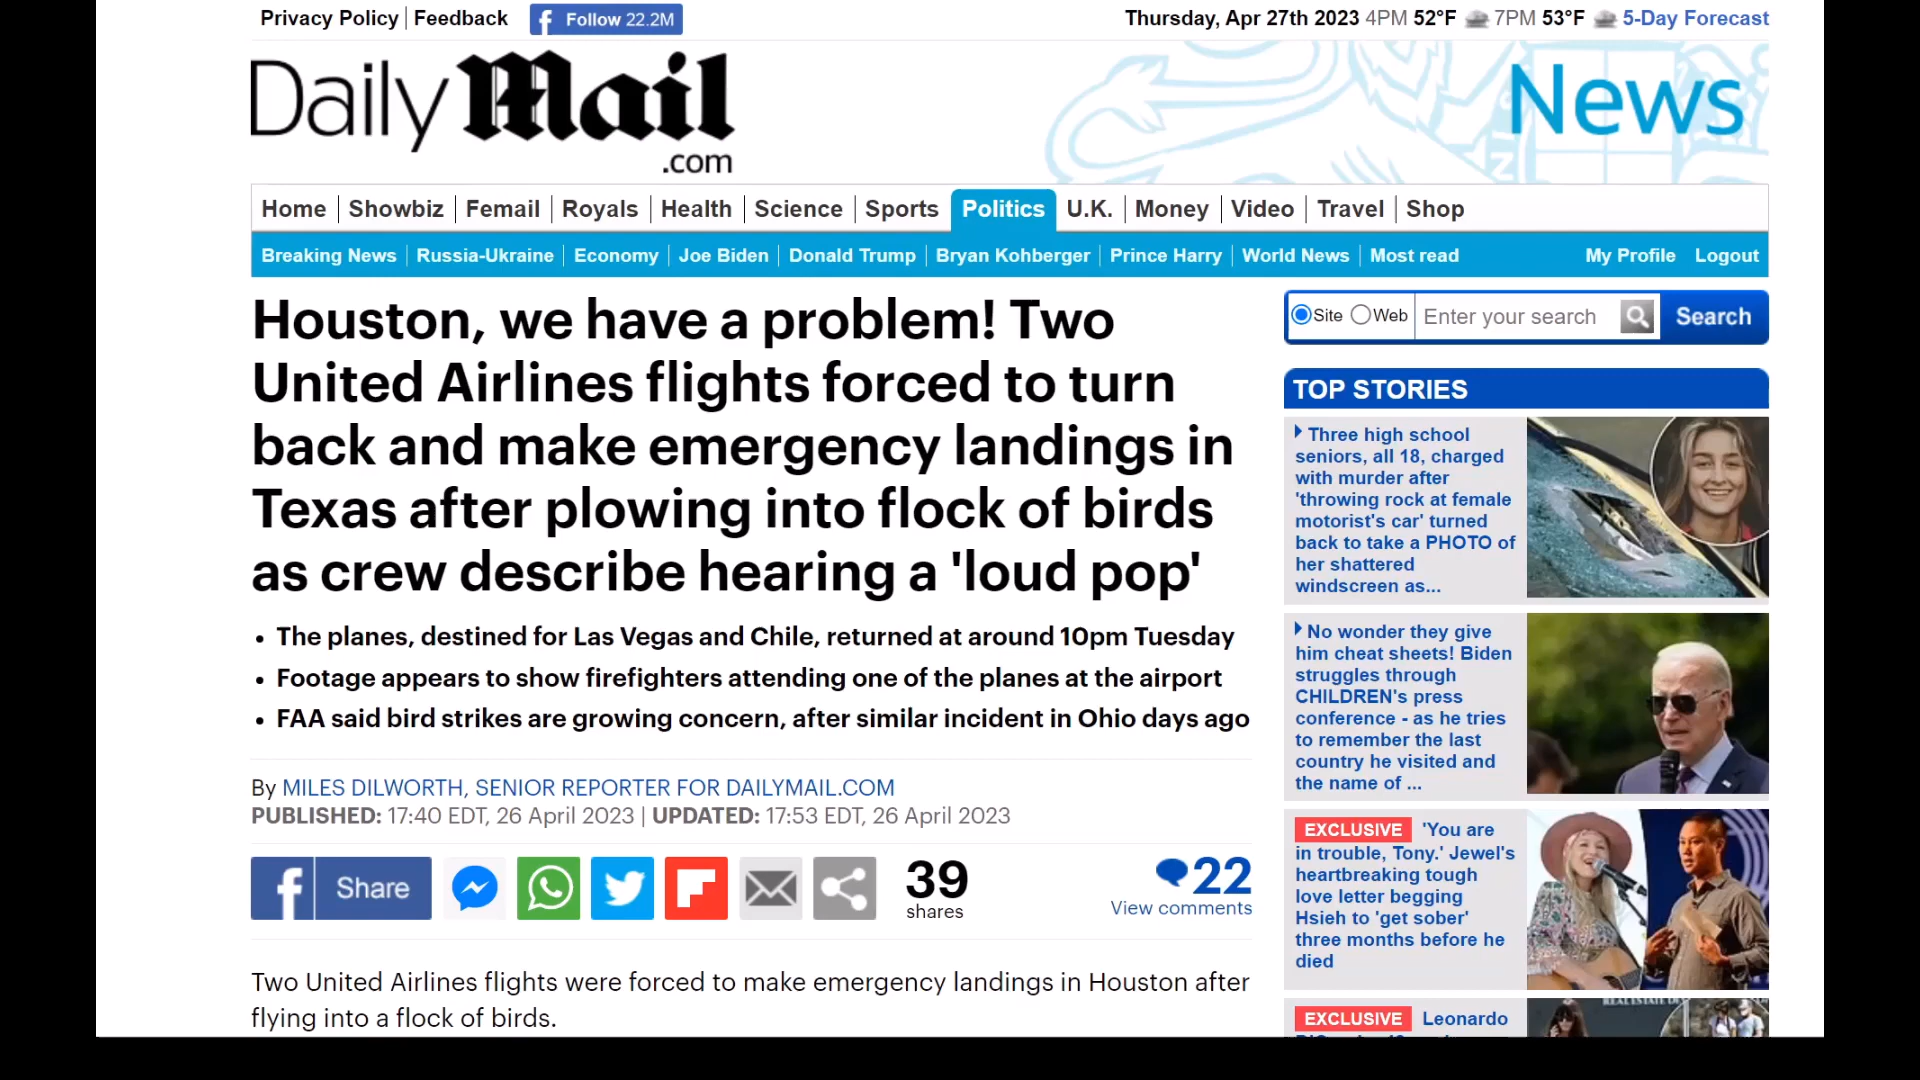 Privacy Policy | Feedback
Follow 22.2M
Thursday, Apr 27th 2023 4PM 52°F 7PM 53°F 5-Day Forecast
Daily Mail
.com
News
Home | Showbiz | Femail | Royals | Health | Science | Sports | Politics | U.K. | Money | Video | Travel | Shop
Breaking News | Russia-Ukraine | Economy | Joe Biden | Donald Trump | Bryan Kohberger | Prince Harry | World News | Most read My Profile Logout
Houston, we have a problem! Two
United Airlines flights forced to turn
back and make emergency landings in
Texas after plowing into flock of birds
as crew describe hearing a 'loud pop'
• The planes, destined for Las Vegas and Chile, returned at around 10pm Tuesday
• Footage appears to show firefighters attending one of the planes at the airport
• FAA said bird strikes are growing concern, after similar incident in Ohio days ago
By MILES DILWORTH, SENIOR REPORTER FOR DAILYMAIL.COM
PUBLISHED: 17:40 EDT, 26 April 2023 | UPDATED: 17:53 EDT, 26 April 2023
Share
39
shares
22
View comments
Two United Airlines flights were forced to make emergency landings in Houston after
flying into a flock of birds.
Site Web Enter your search Search
TOP STORIES
Three high school
seniors, all 18, charged
with murder after
'throwing rock at female
motorist's car' turned
back to take a PHOTO of
her shattered
windscreen as...
No wonder they give
him cheat sheets! Biden
struggles through
CHILDREN's press
conference - as he tries
to remember the last
country he visited and
the name of ...
EXCLUSIVE 'You are
in trouble, Tony.' Jewel's
heartbreaking tough
love letter begging
Hsieh to 'get sober'
three months before he
died
EXCLUSIVE Leonardo